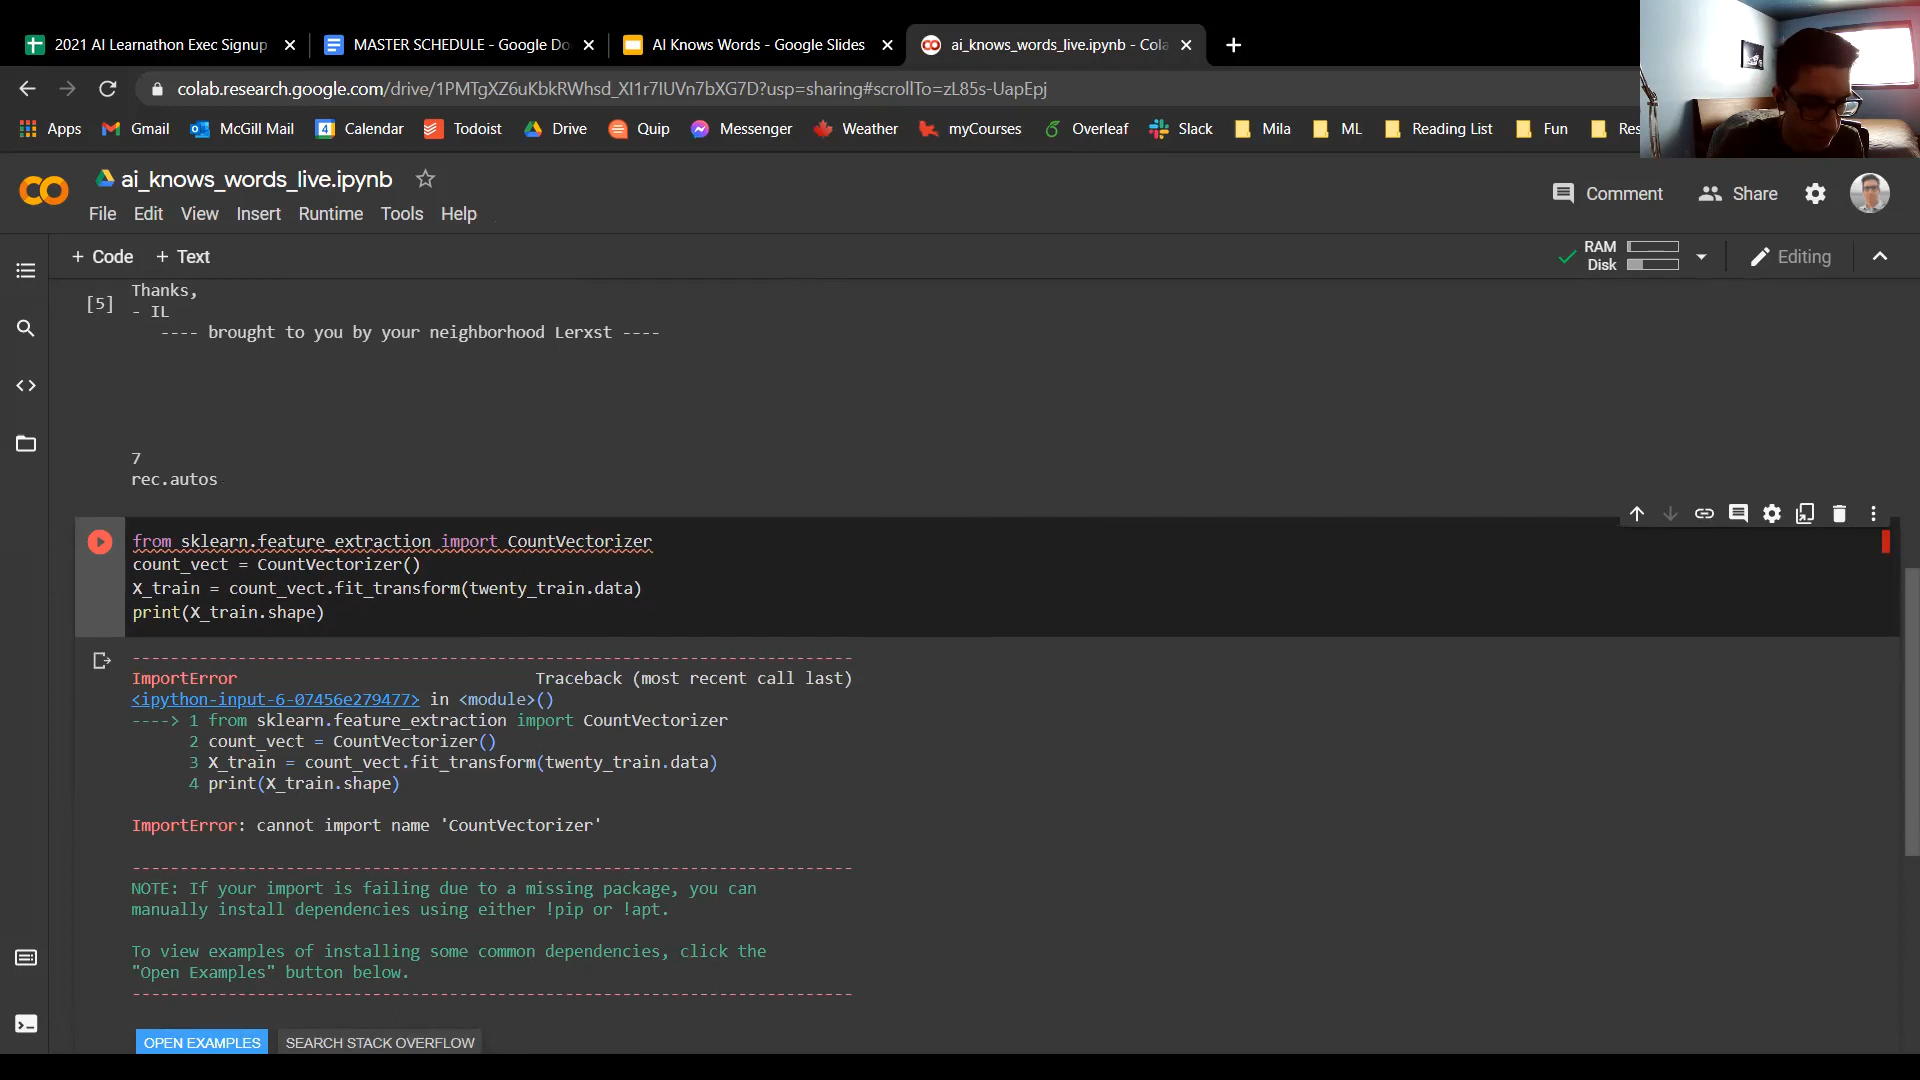 2021 AI Learnathon Exec Signup
MASTER SCHEDULE - Google Do
AI Knows Words - Google Slides
ai_knows_words_live.ipynb - Cola
colab.research.google.com/drive/1PMTgXZ6uKbkRWhsd_XI1r7IUVn7bXG7D?usp=sharing#scrollTo=zL85s-UapEpj
Apps
Gmail
McGill Mail
4 Calendar
Todoist
Drive
Quip
Messenger
Weather
myCourses
Overleaf
Slack
Mila
ML
Reading List
Fun
Res
ai_knows_words_live.ipynb
Comment
Share
File Edit View Insert Runtime Tools Help
+ Code + Text
RAM
Disk
Editing
[5]
Thanks,
- IL
---- brought to you by your neighborhood Lerxst ----
7
rec.autos
from sklearn.feature_extraction import CountVectorizer
count_vect = CountVectorizer()
X_train = count_vect.fit_transform(twenty_train.data)
print(X_train.shape)
---------------------------------------------------------------------------
ImportError Traceback (most recent call last)
<ipython-input-6-07456e279477> in <module>()
----> 1 from sklearn.feature_extraction import CountVectorizer
2 count_vect = CountVectorizer()
3 X_train = count_vect.fit_transform(twenty_train.data)
4 print(X_train.shape)
ImportError: cannot import name 'CountVectorizer'
---------------------------------------------------------------------------
NOTE: If your import is failing due to a missing package, you can
manually install dependencies using either !pip or !apt.
To view examples of installing some common dependencies, click the
"Open Examples" button below.
---------------------------------------------------------------------------
OPEN EXAMPLES SEARCH STACK OVERFLOW